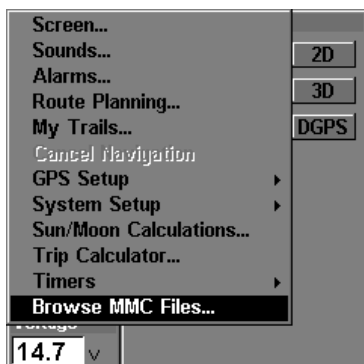 Screen...
Sounds...
Alarms...
Route Planning...
My Trails...
Cancel Navigation
GPS Setup
System Setup
Sun/Moon Calculations...
Trip Calculator...
Timers
Browse MMC Files...
2D
3D
DGPS
Voltage
14.7 v